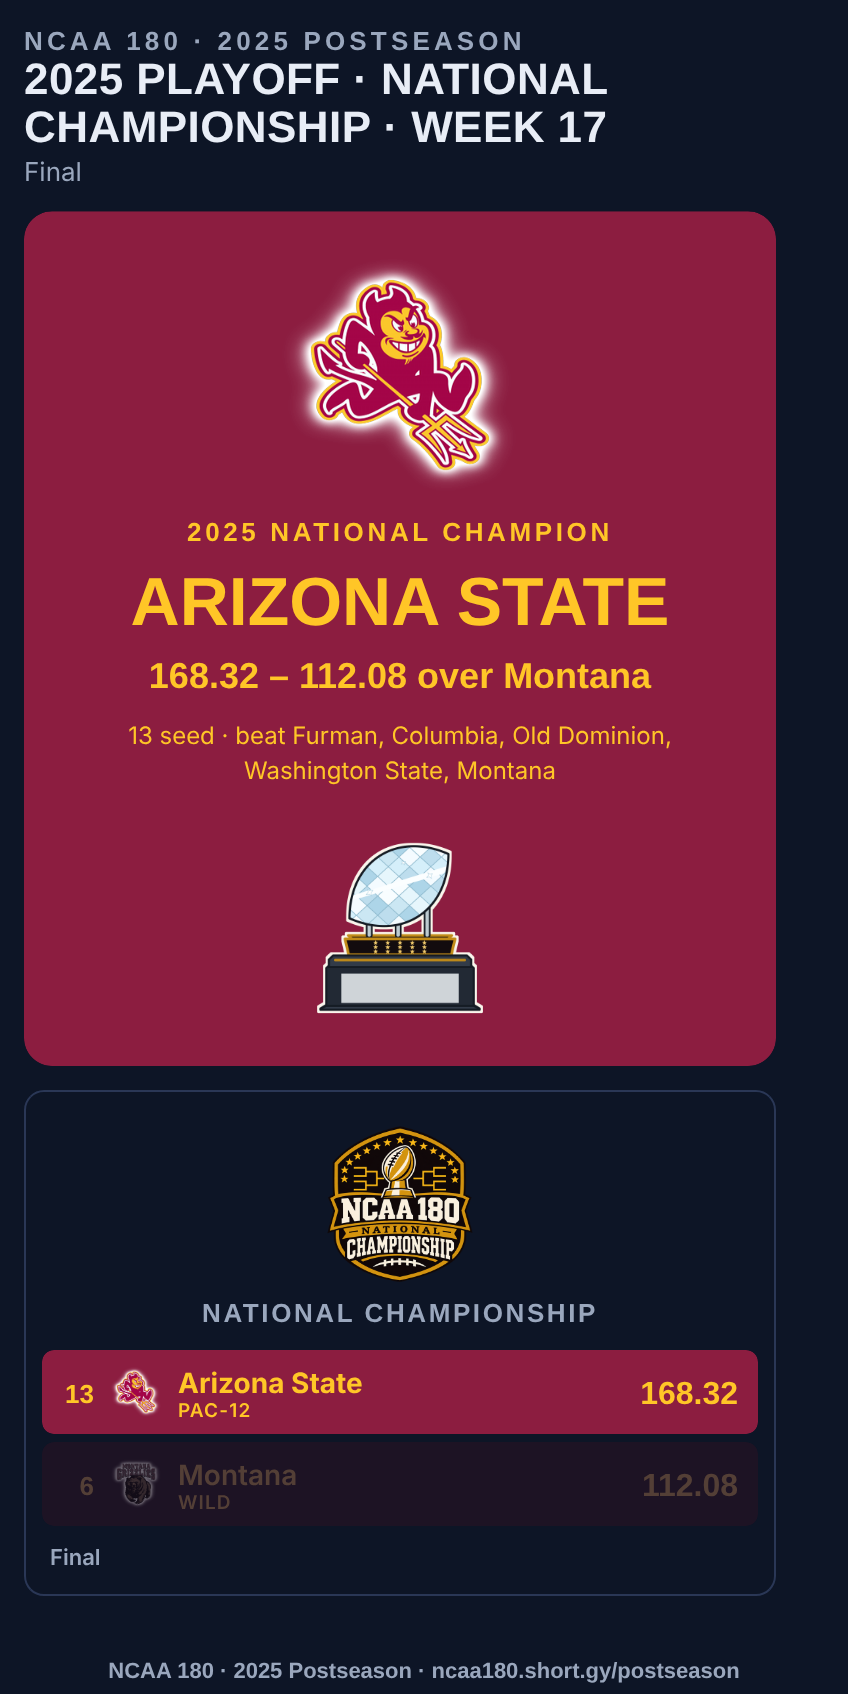 NCAA 180 · 2025 POSTSEASON
2025 PLAYOFF · NATIONAL
CHAMPIONSHIP · WEEK 17
Final
2025 NATIONAL CHAMPION
ARIZONA STATE
168.32 – 112.08 over Montana
13 seed · beat Furman, Columbia, Old Dominion,
Washington State, Montana
NCAA 180
NATIONAL
CHAMPIONSHIP
NATIONAL CHAMPIONSHIP
13 Arizona State 168.32
PAC-12
6 Montana 112.08
WILD
Final
NCAA 180 · 2025 Postseason · ncaa180.short.gy/postseason